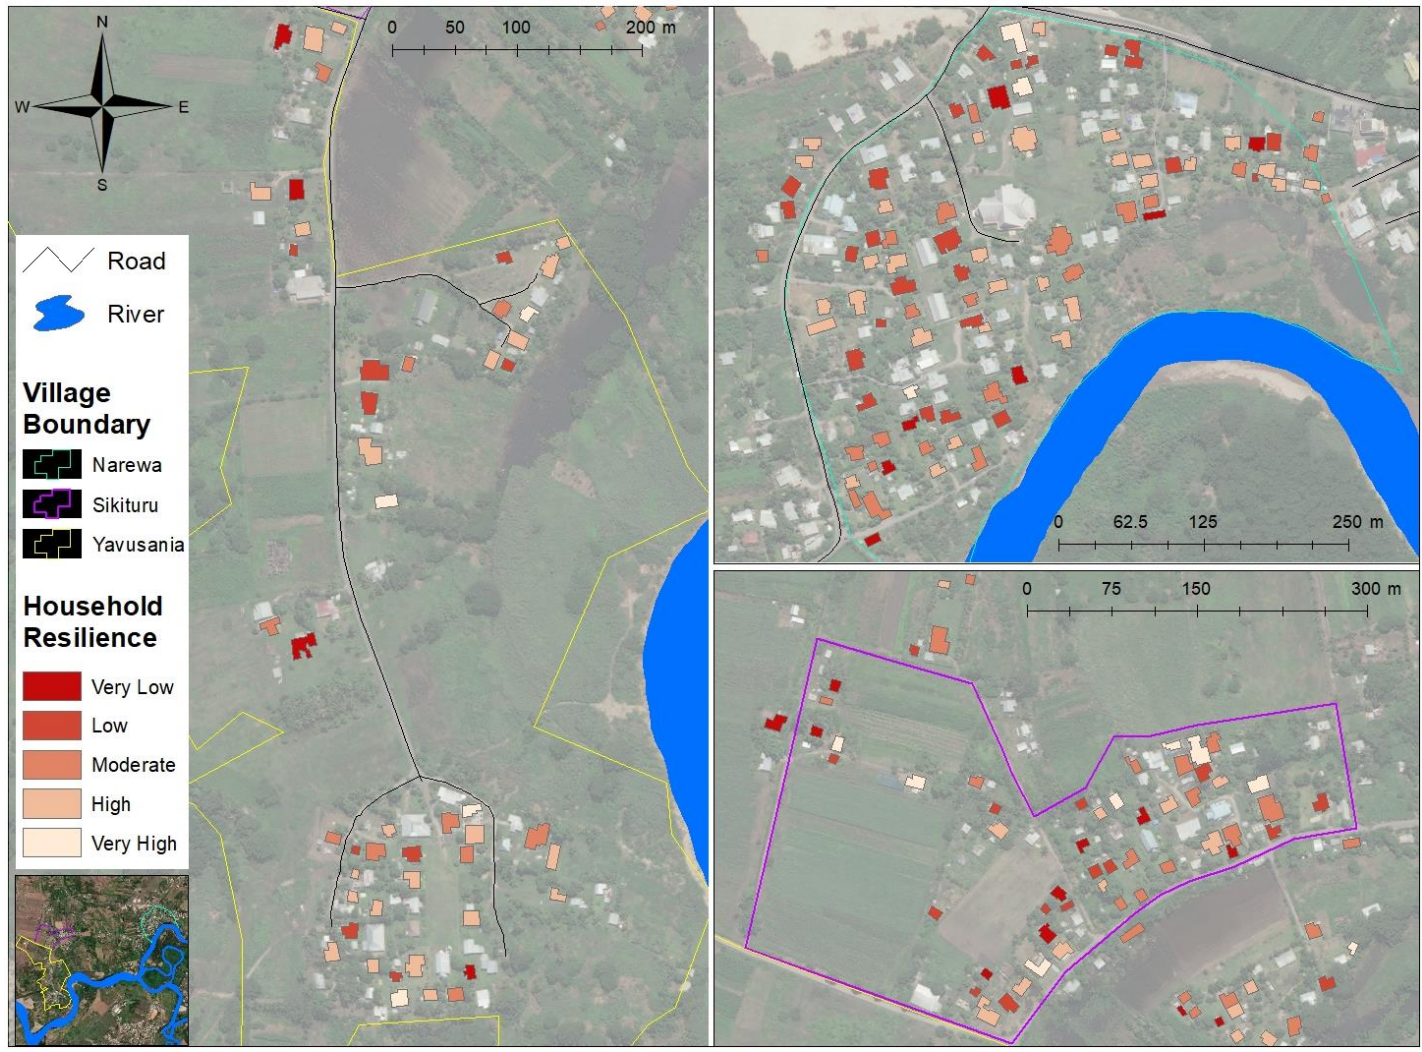 N
W E
S
0 50 100 200 m
Road
River
Village
Boundary
Narewa
Sikituru
Yavusania
Household
Resilience
Very Low
Low
Moderate
High
Very High
0 62.5 125 250 m
0 75 150 300 m